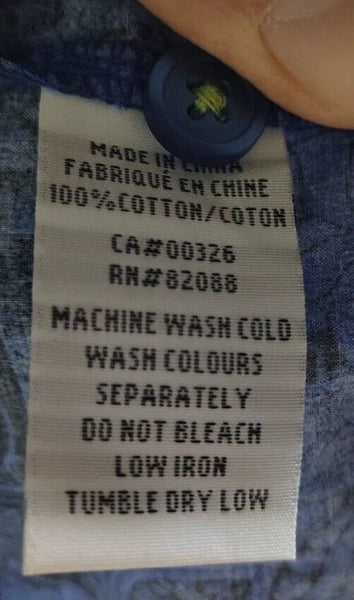 MADE IN CHINA
FABRIQUÉ EN CHINE
100% COTTON/COTON
CA#00326
RN#82088
MACHINE WASH COLD
WASH COLOURS
SEPARATELY
DO NOT BLEACH
LOW IRON
TUMBLE DRY LOW